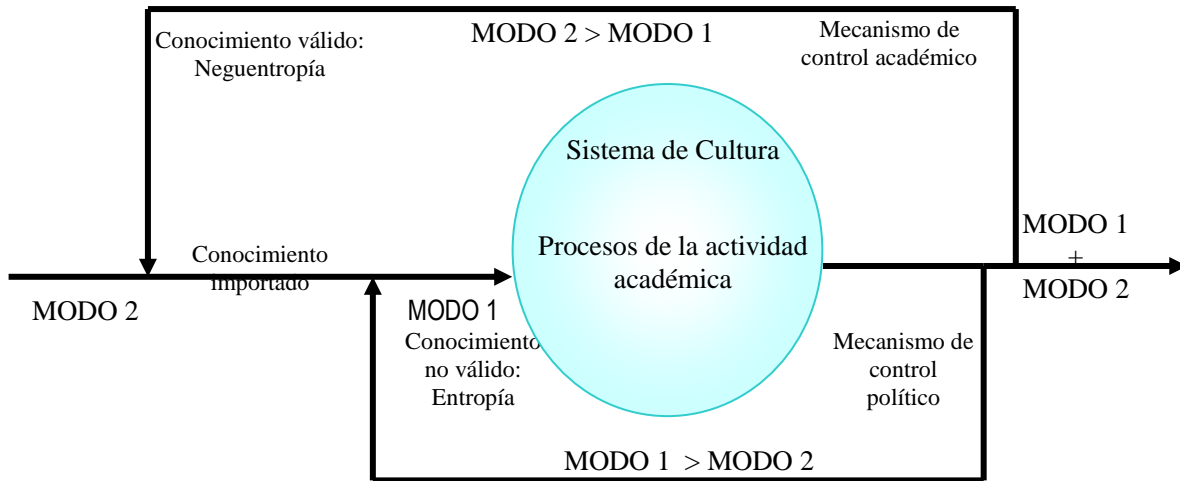 MODO 2 > MODO 1
Conocimiento válido:
Neguentropía
Mecanismo de
control académico
Sistema de Cultura
Procesos de la actividad
académica
Conocimiento
importado
MODO 2
MODO 1
Conocimiento
no válido:
Entropía
MODO 1
+
MODO 2
Mecanismo de
control
político
MODO 1 > MODO 2